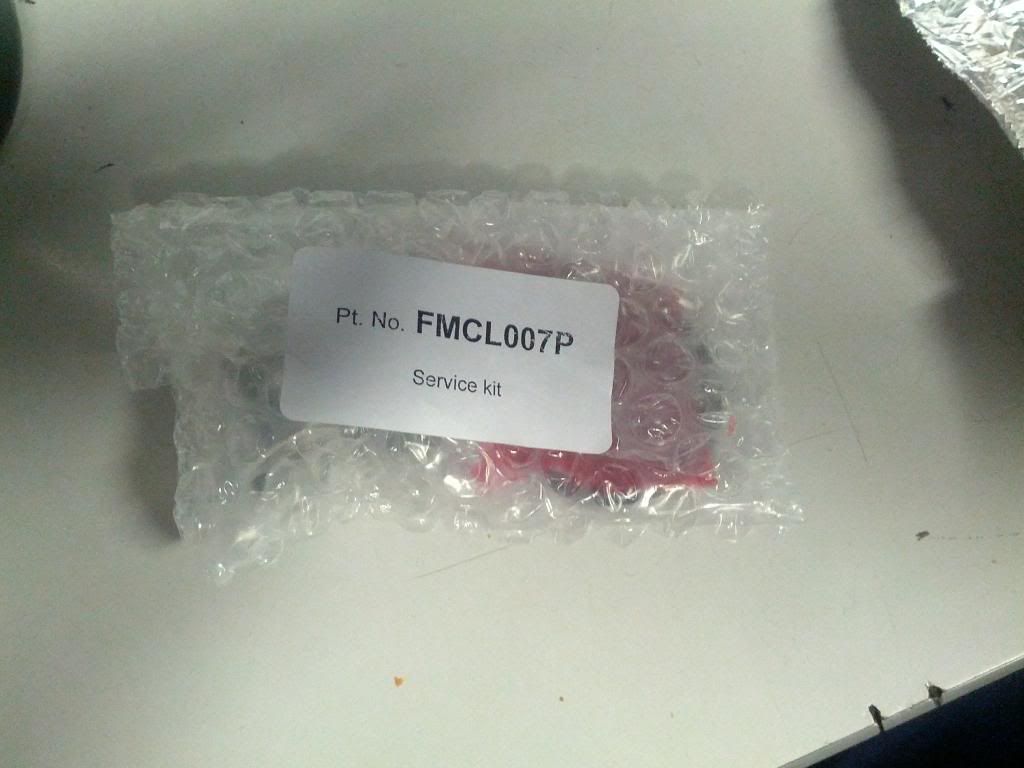 Pt. No. FMCL007P
Service kit